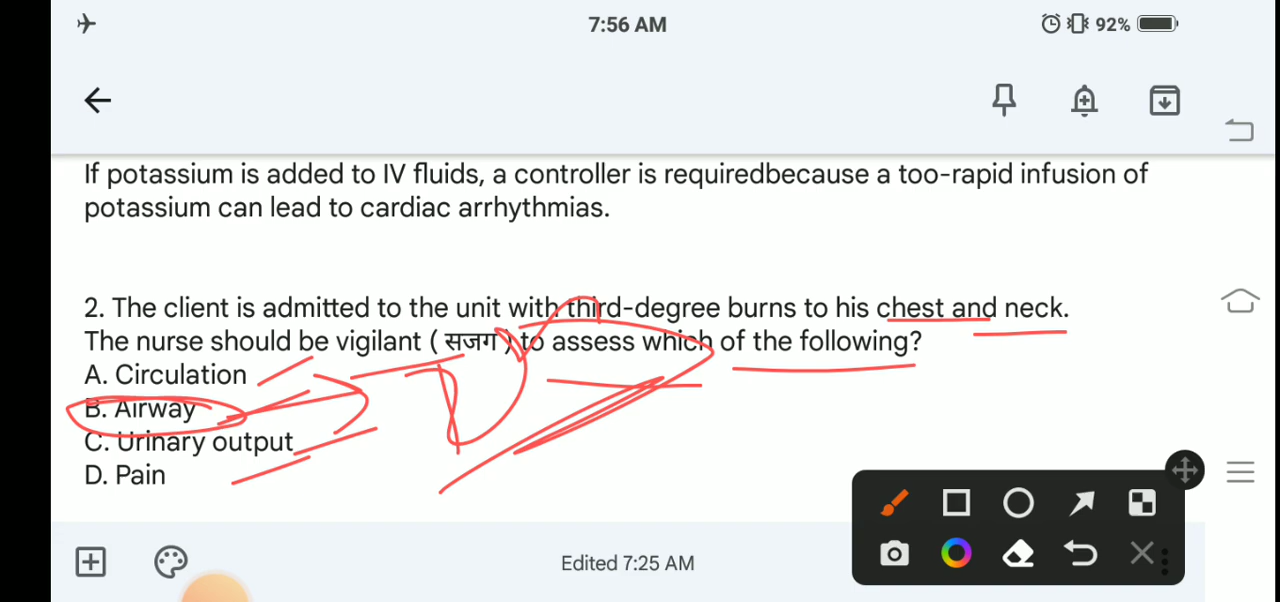 7:56 AM
92%
If potassium is added to IV fluids, a controller is requiredbecause a too-rapid infusion of
potassium can lead to cardiac arrhythmias.
2. The client is admitted to the unit with third-degree burns to his chest and neck.
The nurse should be vigilant ( सजग ) to assess which of the following?
A. Circulation
B. Airway
C. Urinary output
D. Pain
Edited 7:25 AM